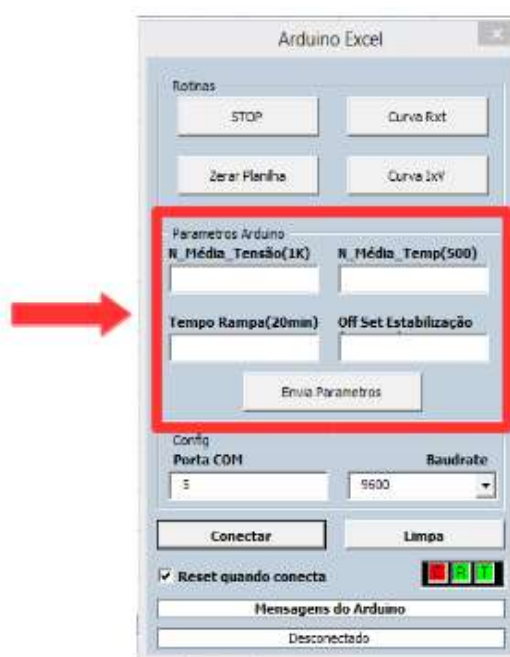 Arduino Excel
Rotinas
STOP
Curva Rxt
Zerar Planilha
Curva IxV
Parametros Arduino
N_Média_Tensão(1K) N_Média_Temp(500)
Tempo Rampa(20min) Off Set Estabilização
Envia Parametros
Config
Porta COM Baudrate
5 9600
Conectar Limpa
Reset quando conecta
R T
Mensagens do Arduino
Desconectado